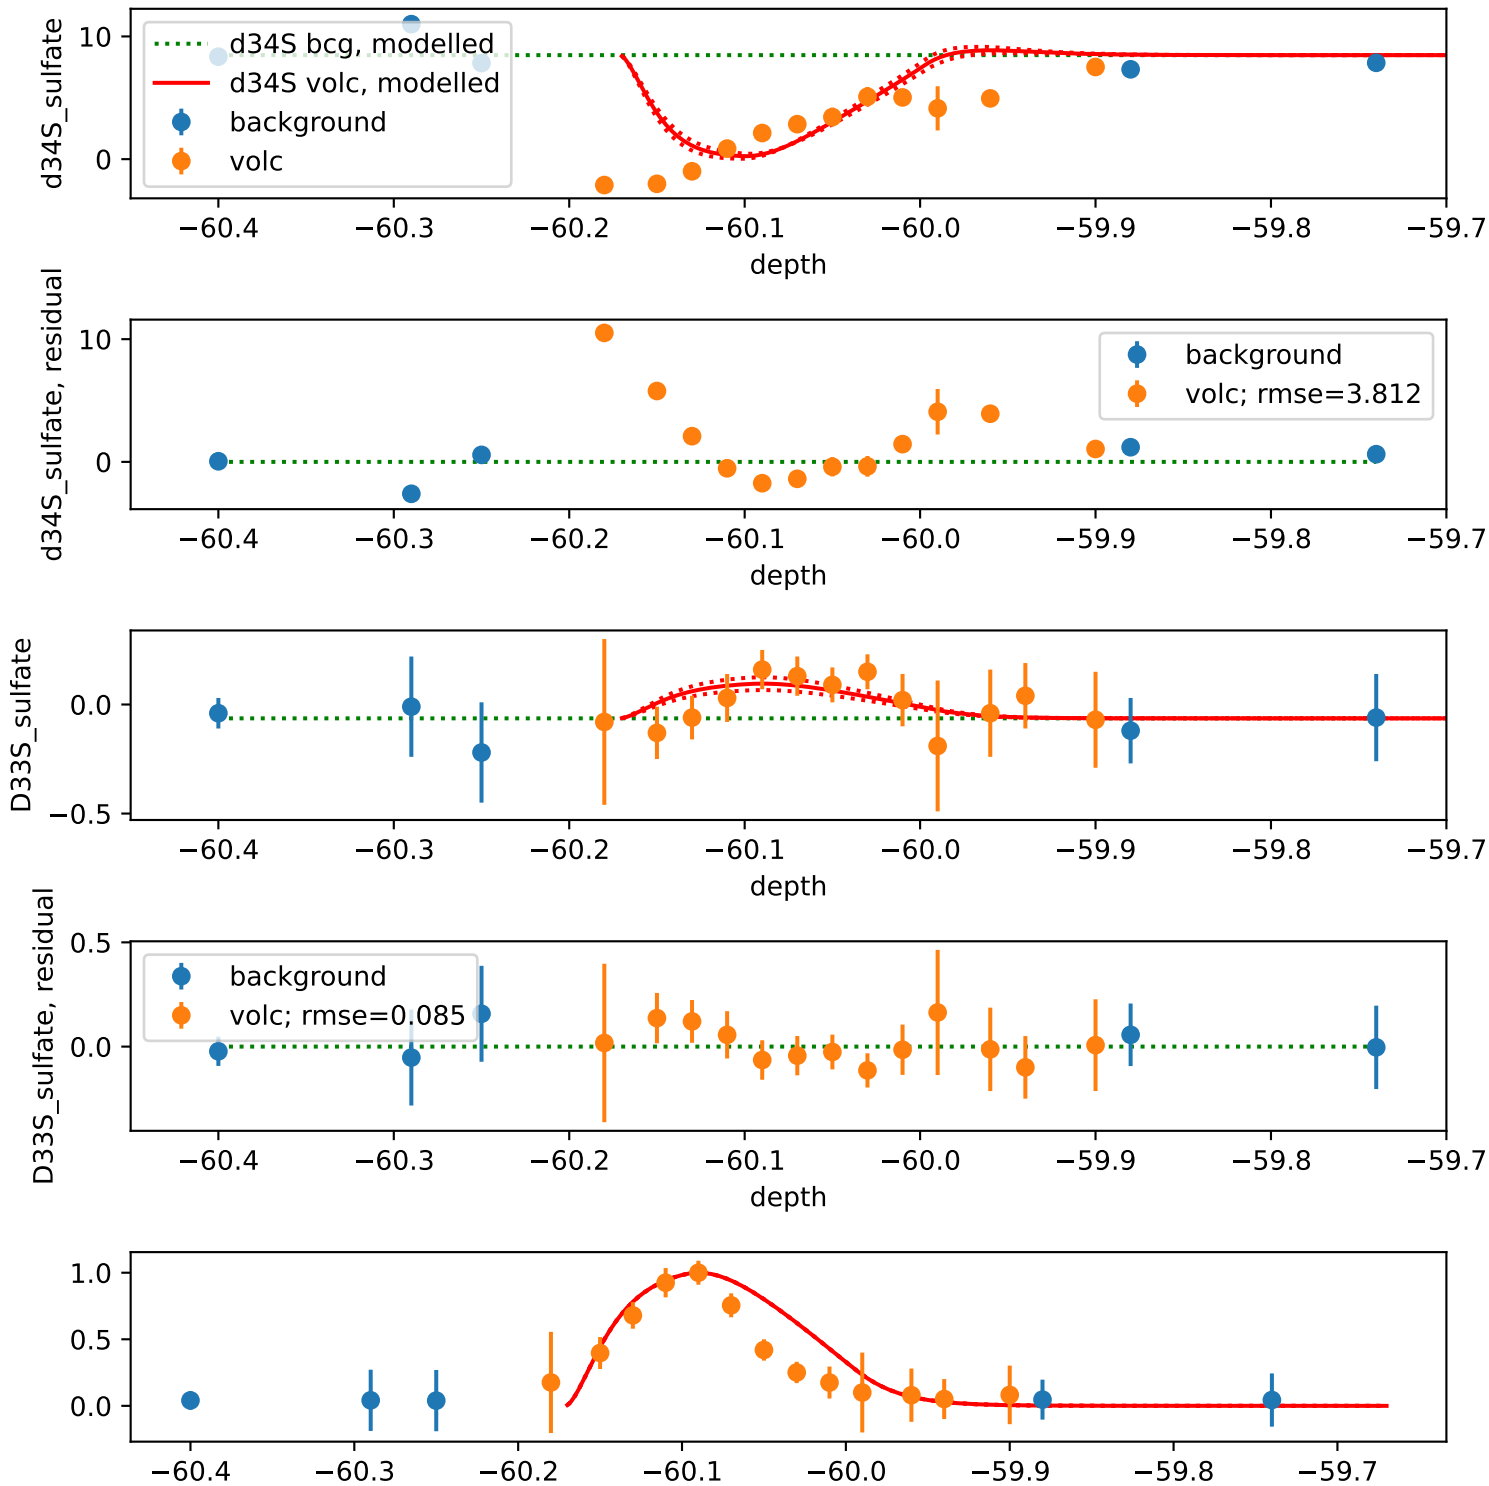 d34S_sulfate
10
0
d34S bcg, modelled
d34S volc, modelled
background
volc
−60.4 −60.3 −60.2 −60.1 −60.0 −59.9 −59.8 −59.7
depth
d34S_sulfate, residual
10
0
background
volc; rmse=3.812
−60.4 −60.3 −60.2 −60.1 −60.0 −59.9 −59.8 −59.7
depth
D33S_sulfate
0.0
−0.5
−60.4 −60.3 −60.2 −60.1 −60.0 −59.9 −59.8 −59.7
depth
D33S_sulfate, residual
0.5
0.0
background
volc; rmse=0.085
−60.4 −60.3 −60.2 −60.1 −60.0 −59.9 −59.8 −59.7
depth
1.0
0.5
0.0
−60.4 −60.3 −60.2 −60.1 −60.0 −59.9 −59.8 −59.7